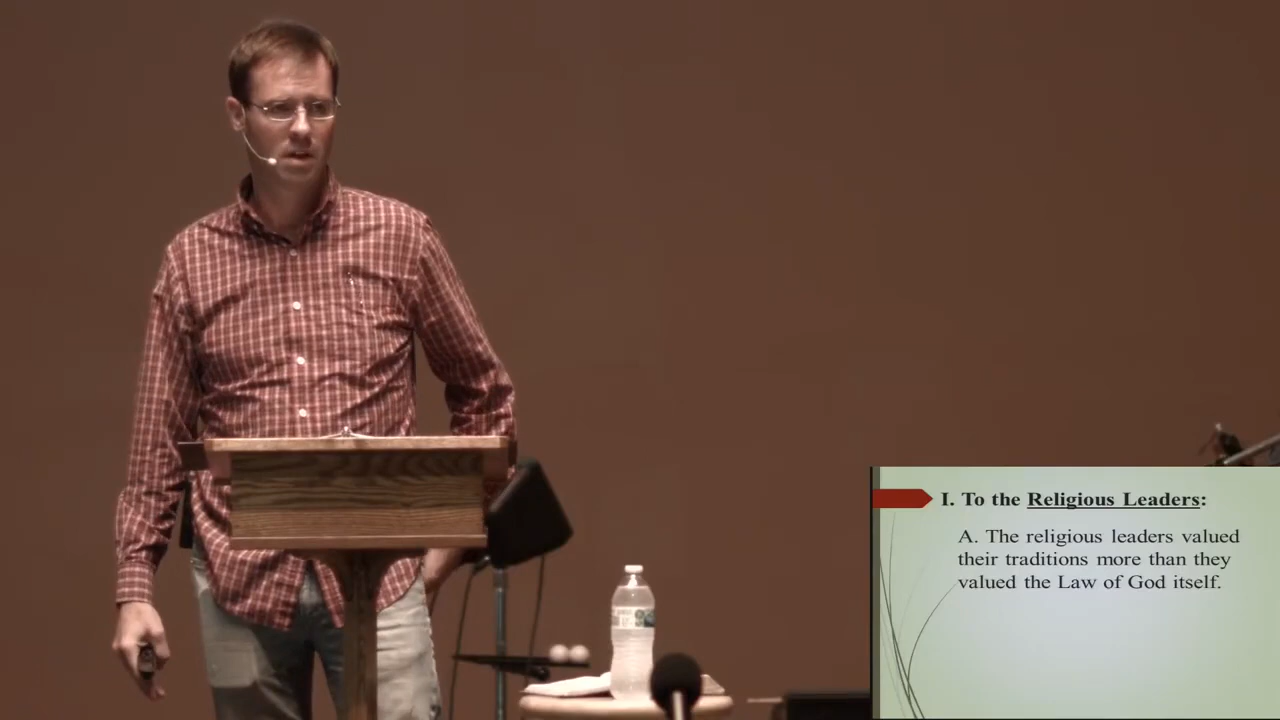 I. To the Religious Leaders:
A. The religious leaders valued
their traditions more than they
valued the Law of God itself.